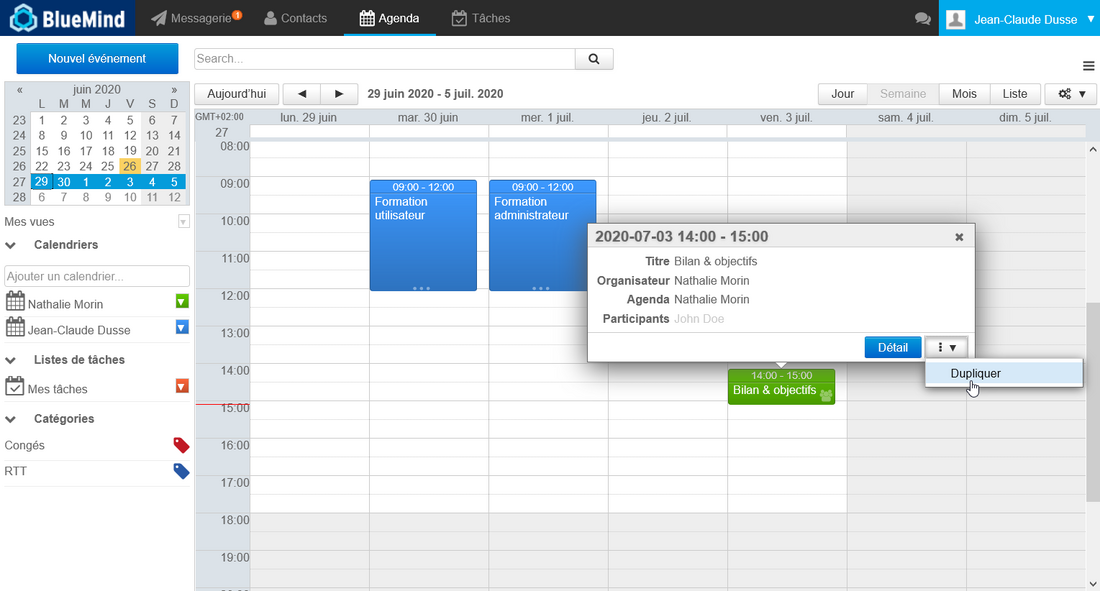 BlueMind Messagerie 1 Contacts Agenda Tâches Jean-Claude Dusse ▼
Nouvel événement
Search...
« juin 2020 »
L M M J V S D
23 1 2 3 4 5 6 7
24 8 9 10 11 12 13 14
25 15 16 17 18 19 20 21
26 22 23 24 25 26 27 28
27 29 30 1 2 3 4 5
28 6 7 8 9 10 11 12
Mes vues
Calendriers
Ajouter un calendrier...
Nathalie Morin
Jean-Claude Dusse
Listes de tâches
Mes tâches
Catégories
Congés
RTT
Aujourd'hui ◄ ► 29 juin 2020 - 5 juil. 2020 Jour Semaine Mois Liste ▼
GMT+02:00 lun. 29 juin mar. 30 juin mer. 1 juil. jeu. 2 juil. ven. 3 juil. sam. 4 juil. dim. 5 juil.
27
08:00
09:00
10:00
11:00
12:00
13:00
14:00
15:00
16:00
17:00
18:00
19:00
09:00 - 12:00
Formation
utilisateur
09:00 - 12:00
Formation
administrateur
2020-07-03 14:00 - 15:00
Titre Bilan & objectifs
Organisateur Nathalie Morin
Agenda Nathalie Morin
Participants John Doe
Détail ▼
Dupliquer
14:00 - 15:00
Bilan & objectifs